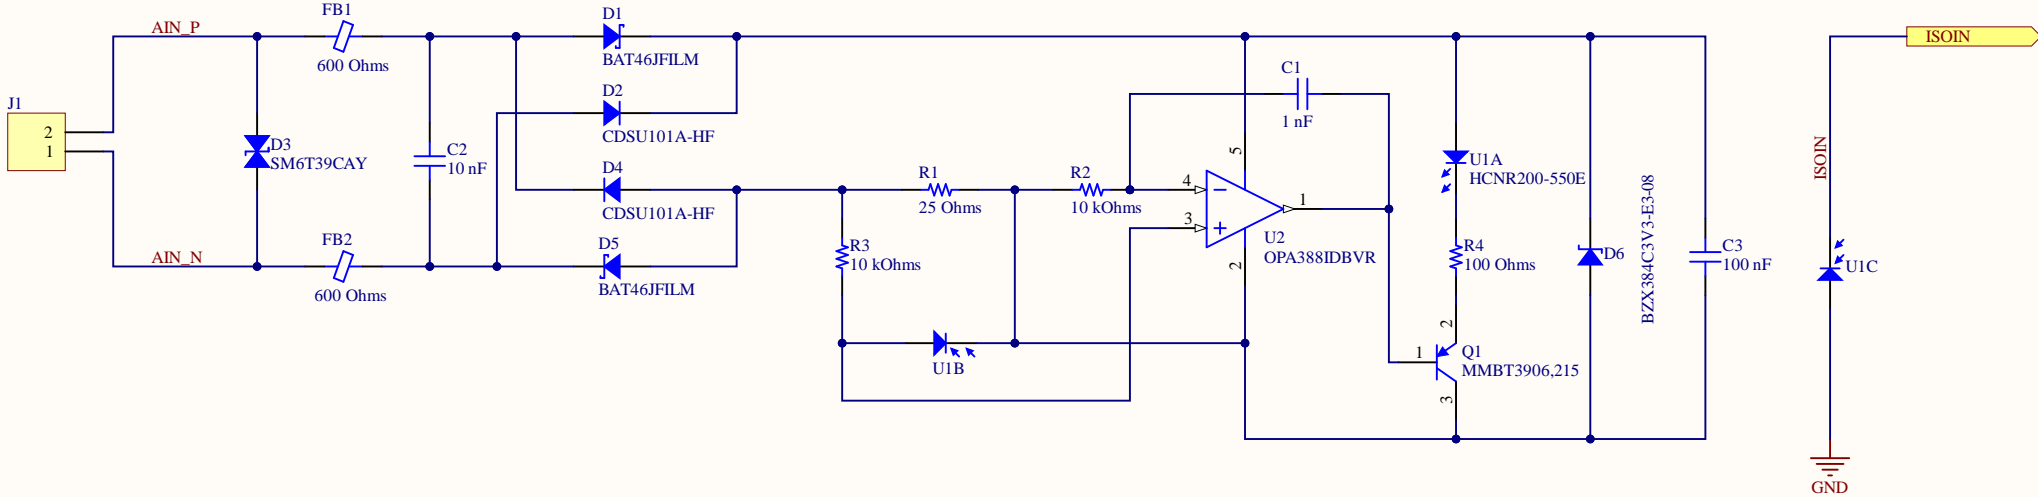 FB1
D1
AIN_P
ISOIN
600 Ohms
BAT46JFILM
C1
J1
D2
1 nF
2
1
D3
SM6T39CAY
C2
10 nF
CDSU101A-HF
5
ISOIN
D4
R1
R2
4
U1A
HCNR200-550E
CDSU101A-HF
25 Ohms
10 kOhms
3
1
FB2
D5
AIN_N
R3
10 kOhms
U2
OPA388IDBVR
2
R4
100 Ohms
D6
BZX384C3V3-E3-08
C3
100 nF
U1C
600 Ohms
BAT46JFILM
2
U1B
1
Q1
MMBT3906,215
3
GND